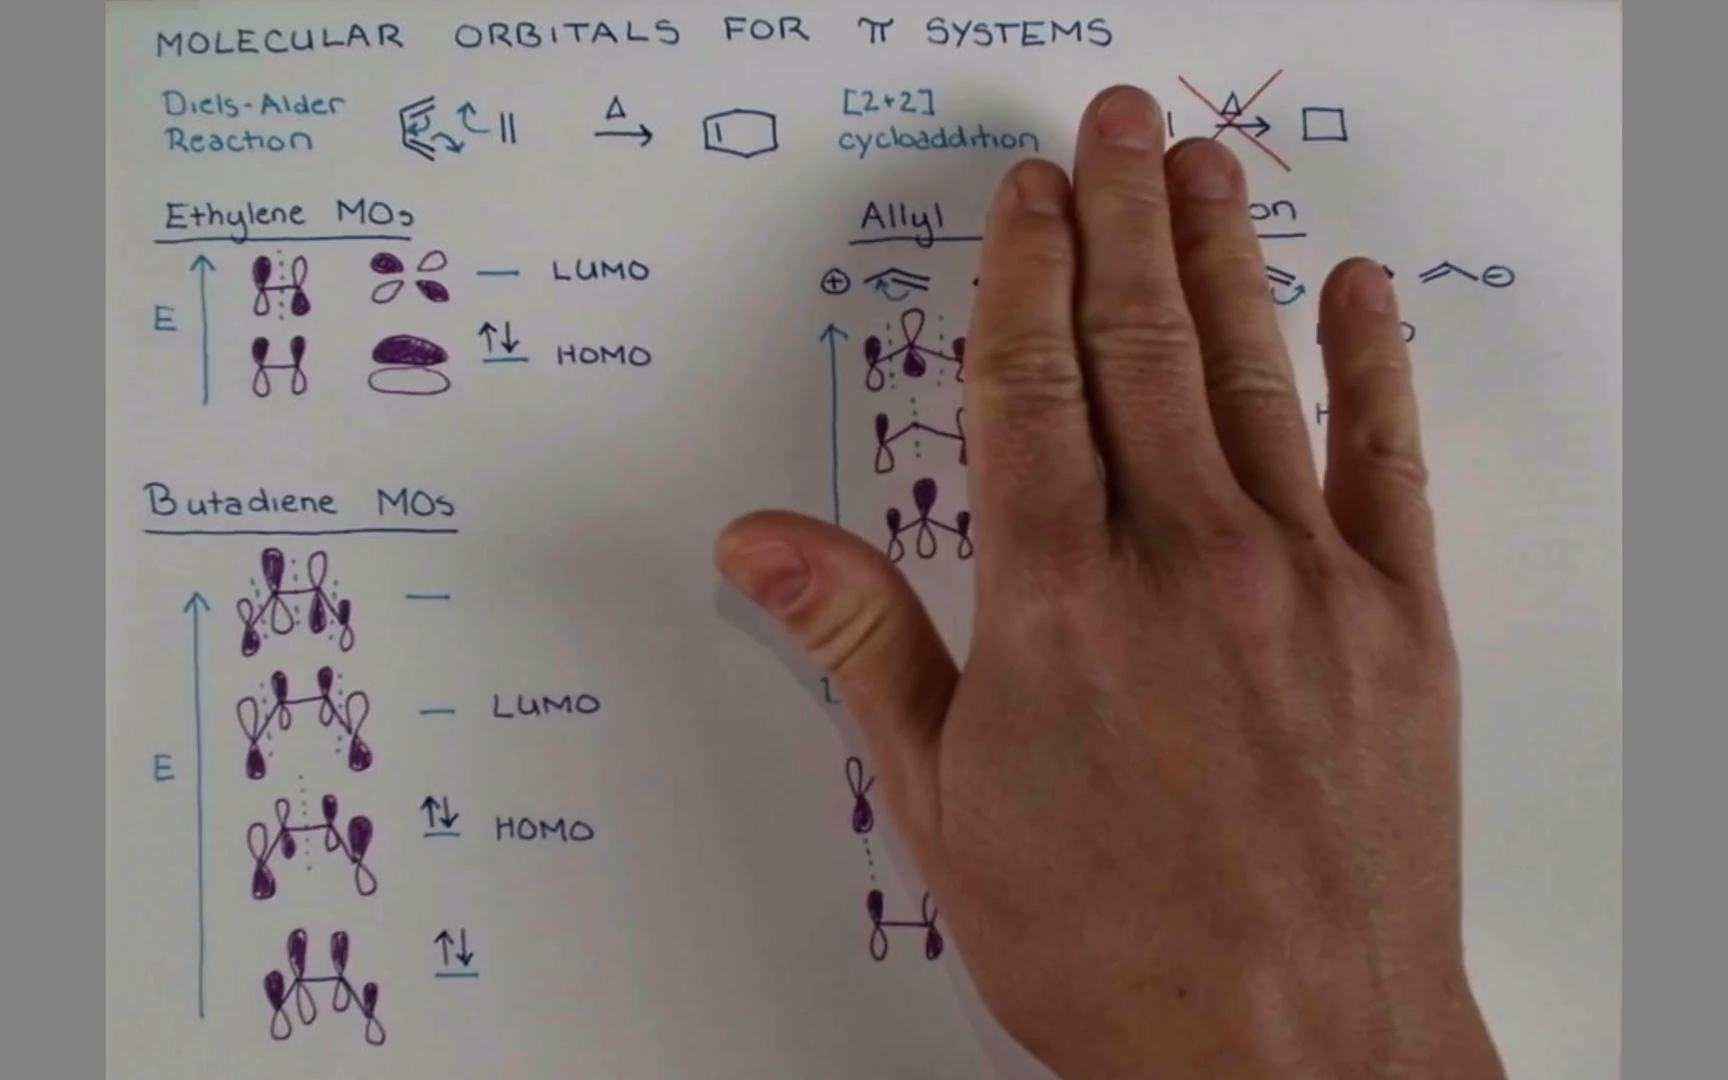 MOLECULAR ORBITALS FOR π SYSTEMS
Diels-Alder
Reaction
Δ
[2+2]
cycloaddition
Δ
Ethylene MOs
E
LUMO
HOMO
Allyl
⊕
⊖
Butadiene MOs
E
LUMO
HOMO